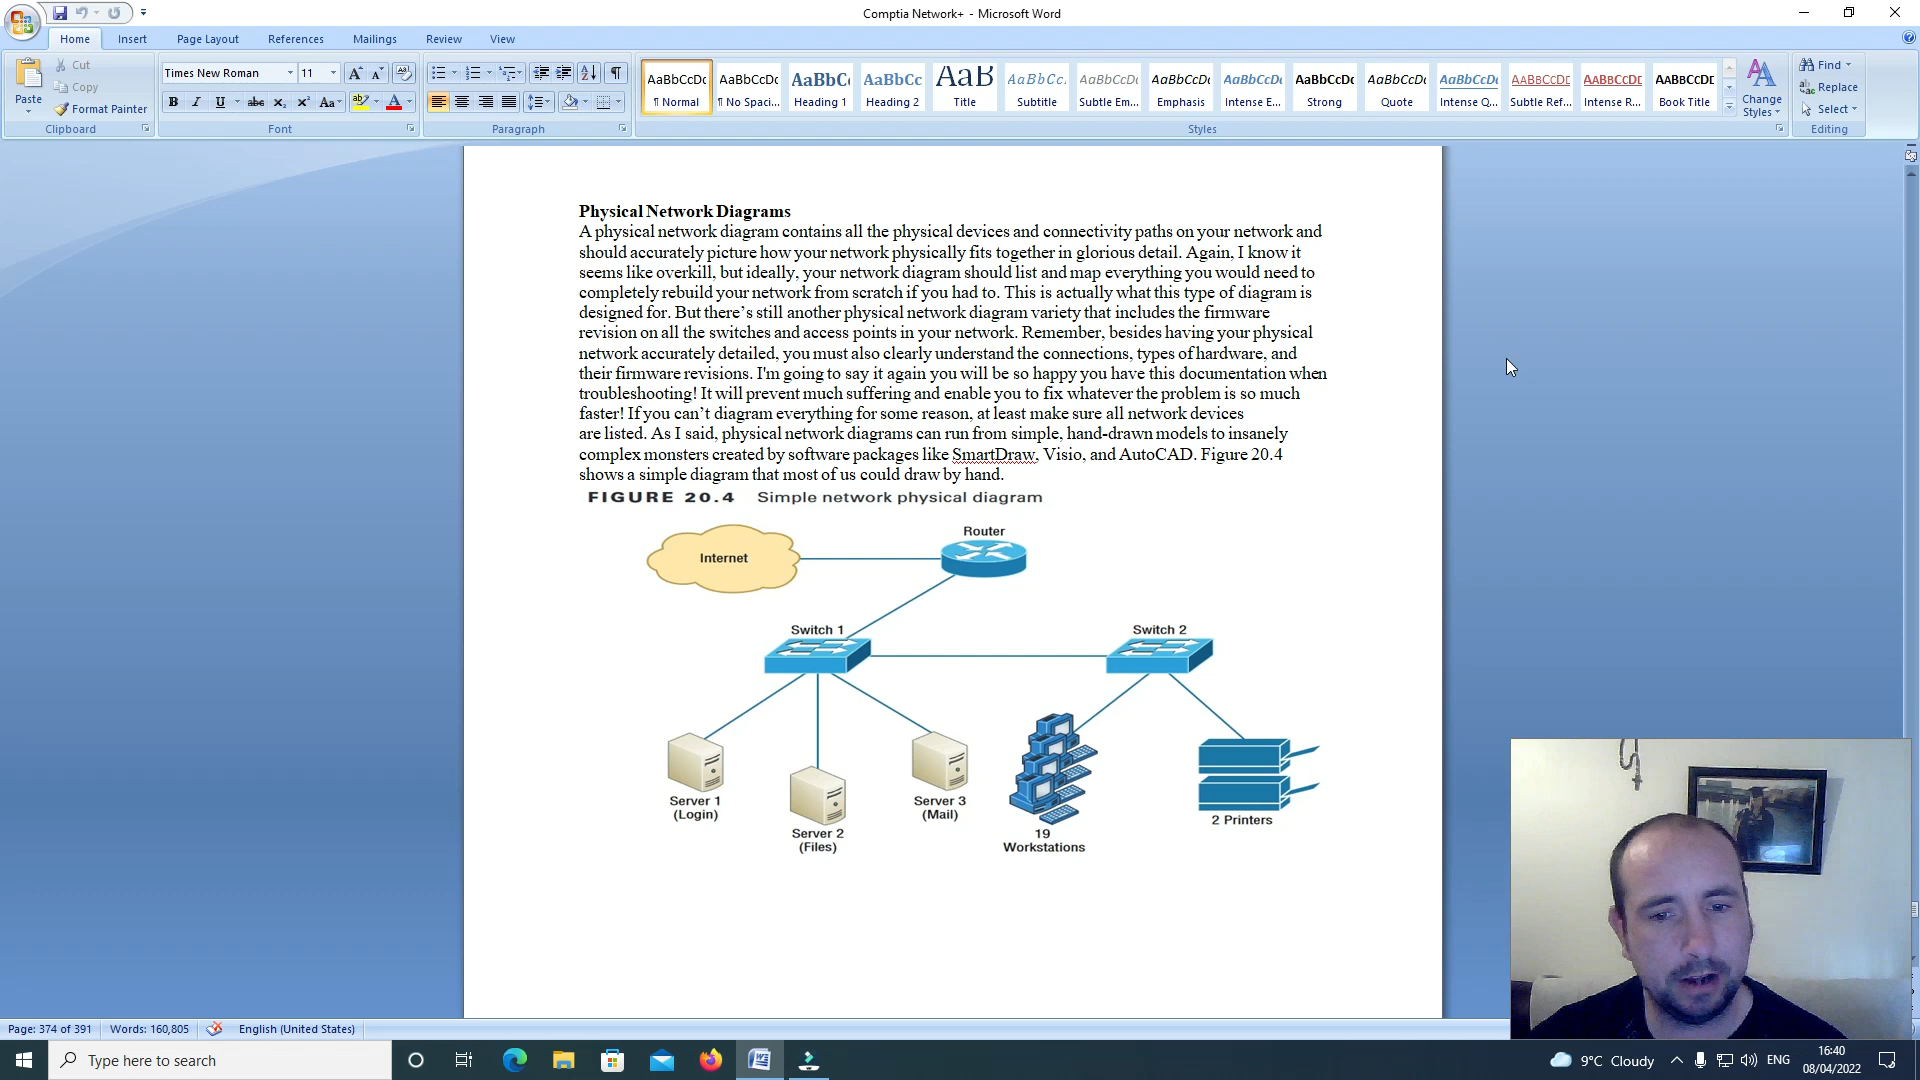 Comptia Network+ - Microsoft Word
Home Insert Page Layout References Mailings Review View
Paste
Cut
Copy
Format Painter
Clipboard
Times New Roman 11
Font
Paragraph
AaBbCcDc AaBbCcDc AaBbC AaBbCc AaB AaBbCc. AaBbCcDc AaBbCcDc AaBbCcDc AaBbCcDc AaBbCcDc AaBbCcDc AABBCCDE AABBCCDE AABBCCDE
¶ Normal ¶ No Spaci... Heading 1 Heading 2 Title Subtitle Subtle Em... Emphasis Intense E... Strong Quote Intense Q... Subtle Ref... Intense R... Book Title
Change
Styles
Styles
Find
Replace
Select
Editing
Physical Network Diagrams
A physical network diagram contains all the physical devices and connectivity paths on your network and
should accurately picture how your network physically fits together in glorious detail. Again, I know it
seems like overkill, but ideally, your network diagram should list and map everything you would need to
completely rebuild your network from scratch if you had to. This is actually what this type of diagram is
designed for. But there’s still another physical network diagram variety that includes the firmware
revision on all the switches and access points in your network. Remember, besides having your physical
network accurately detailed, you must also clearly understand the connections, types of hardware, and
their firmware revisions. I'm going to say it again you will be so happy you have this documentation when
troubleshooting! It will prevent much suffering and enable you to fix whatever the problem is so much
faster! If you can’t diagram everything for some reason, at least make sure all network devices
are listed. As I said, physical network diagrams can run from simple, hand-drawn models to insanely
complex monsters created by software packages like SmartDraw, Visio, and AutoCAD. Figure 20.4
shows a simple diagram that most of us could draw by hand.
FIGURE 20.4 Simple network physical diagram
Internet
Router
Switch 1
Switch 2
Server 1
(Login)
Server 2
(Files)
Server 3
(Mail)
19
Workstations
2 Printers
Page: 374 of 391 Words: 160,805 English (United States)
Type here to search
9°C Cloudy
ENG
16:40
08/04/2022